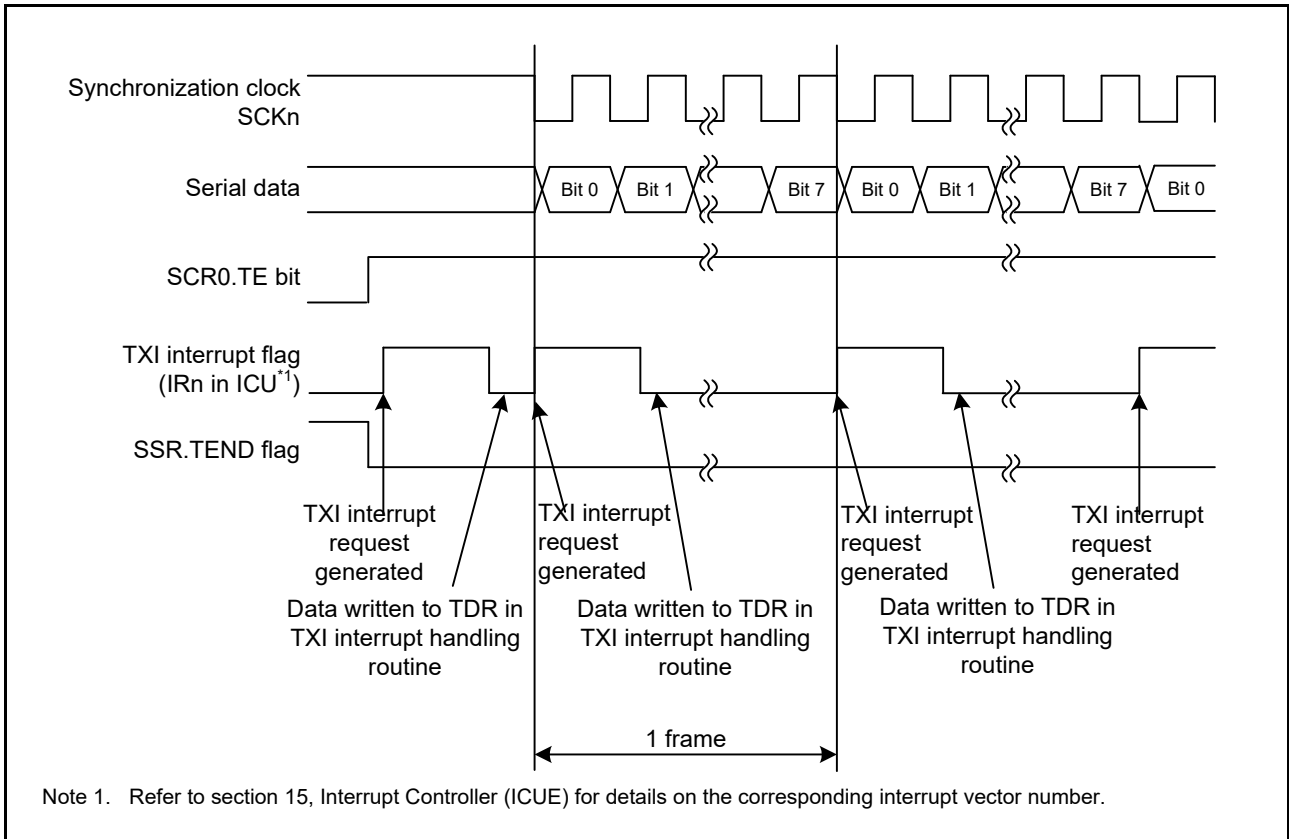 Synchronization clock
SCKn
Serial data
Bit 0
Bit 1
Bit 7
Bit 0
Bit 1
Bit 7
Bit 0
SCR0.TE bit
TXI interrupt flag
(IRn in ICU*1)
SSR.TEND flag
TXI interrupt
request
generated
TXI interrupt
request
generated
TXI interrupt
request
generated
TXI interrupt
request
generated
Data written to TDR in
TXI interrupt handling
routine
Data written to TDR in
TXI interrupt handling
routine
Data written to TDR in
TXI interrupt handling
routine
1 frame
Note 1. Refer to section 15, Interrupt Controller (ICUE) for details on the corresponding interrupt vector number.